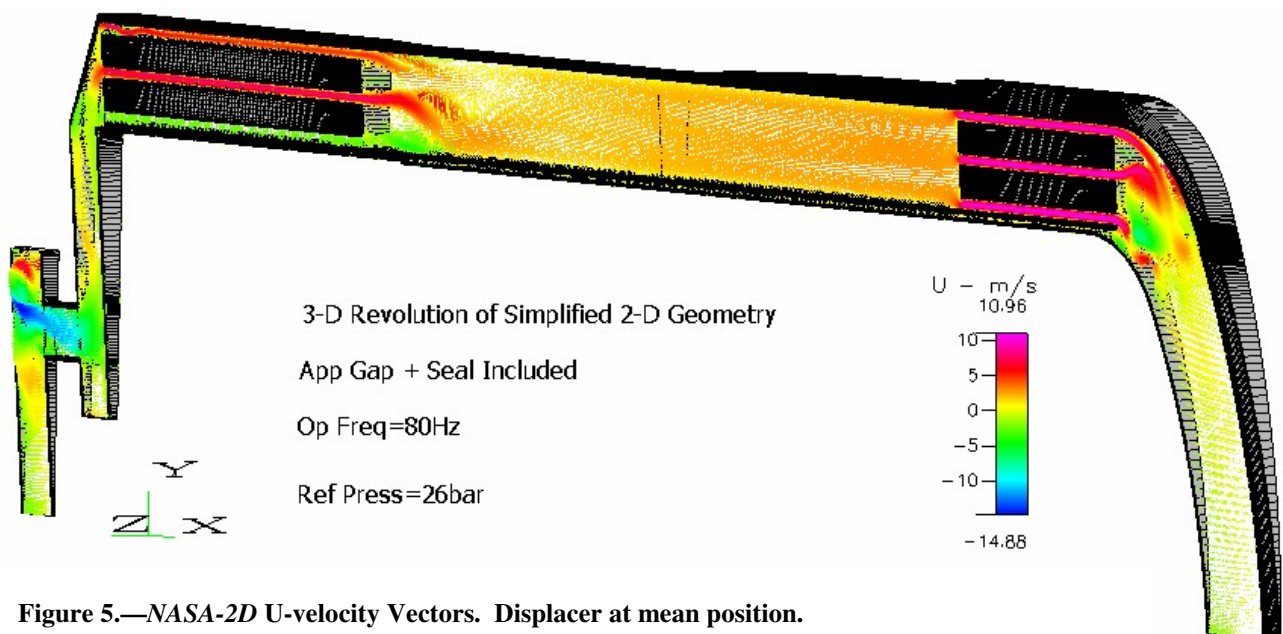 3-D Revolution of Simplified 2-D Geometry
App Gap + Seal Included
Op Freq=80Hz
Ref Press=26bar
U - m/s
10.96
10
5
0
-5
-10
-14.88
Y
Z X
Figure 5.—NASA-2D U-velocity Vectors. Displacer at mean position.